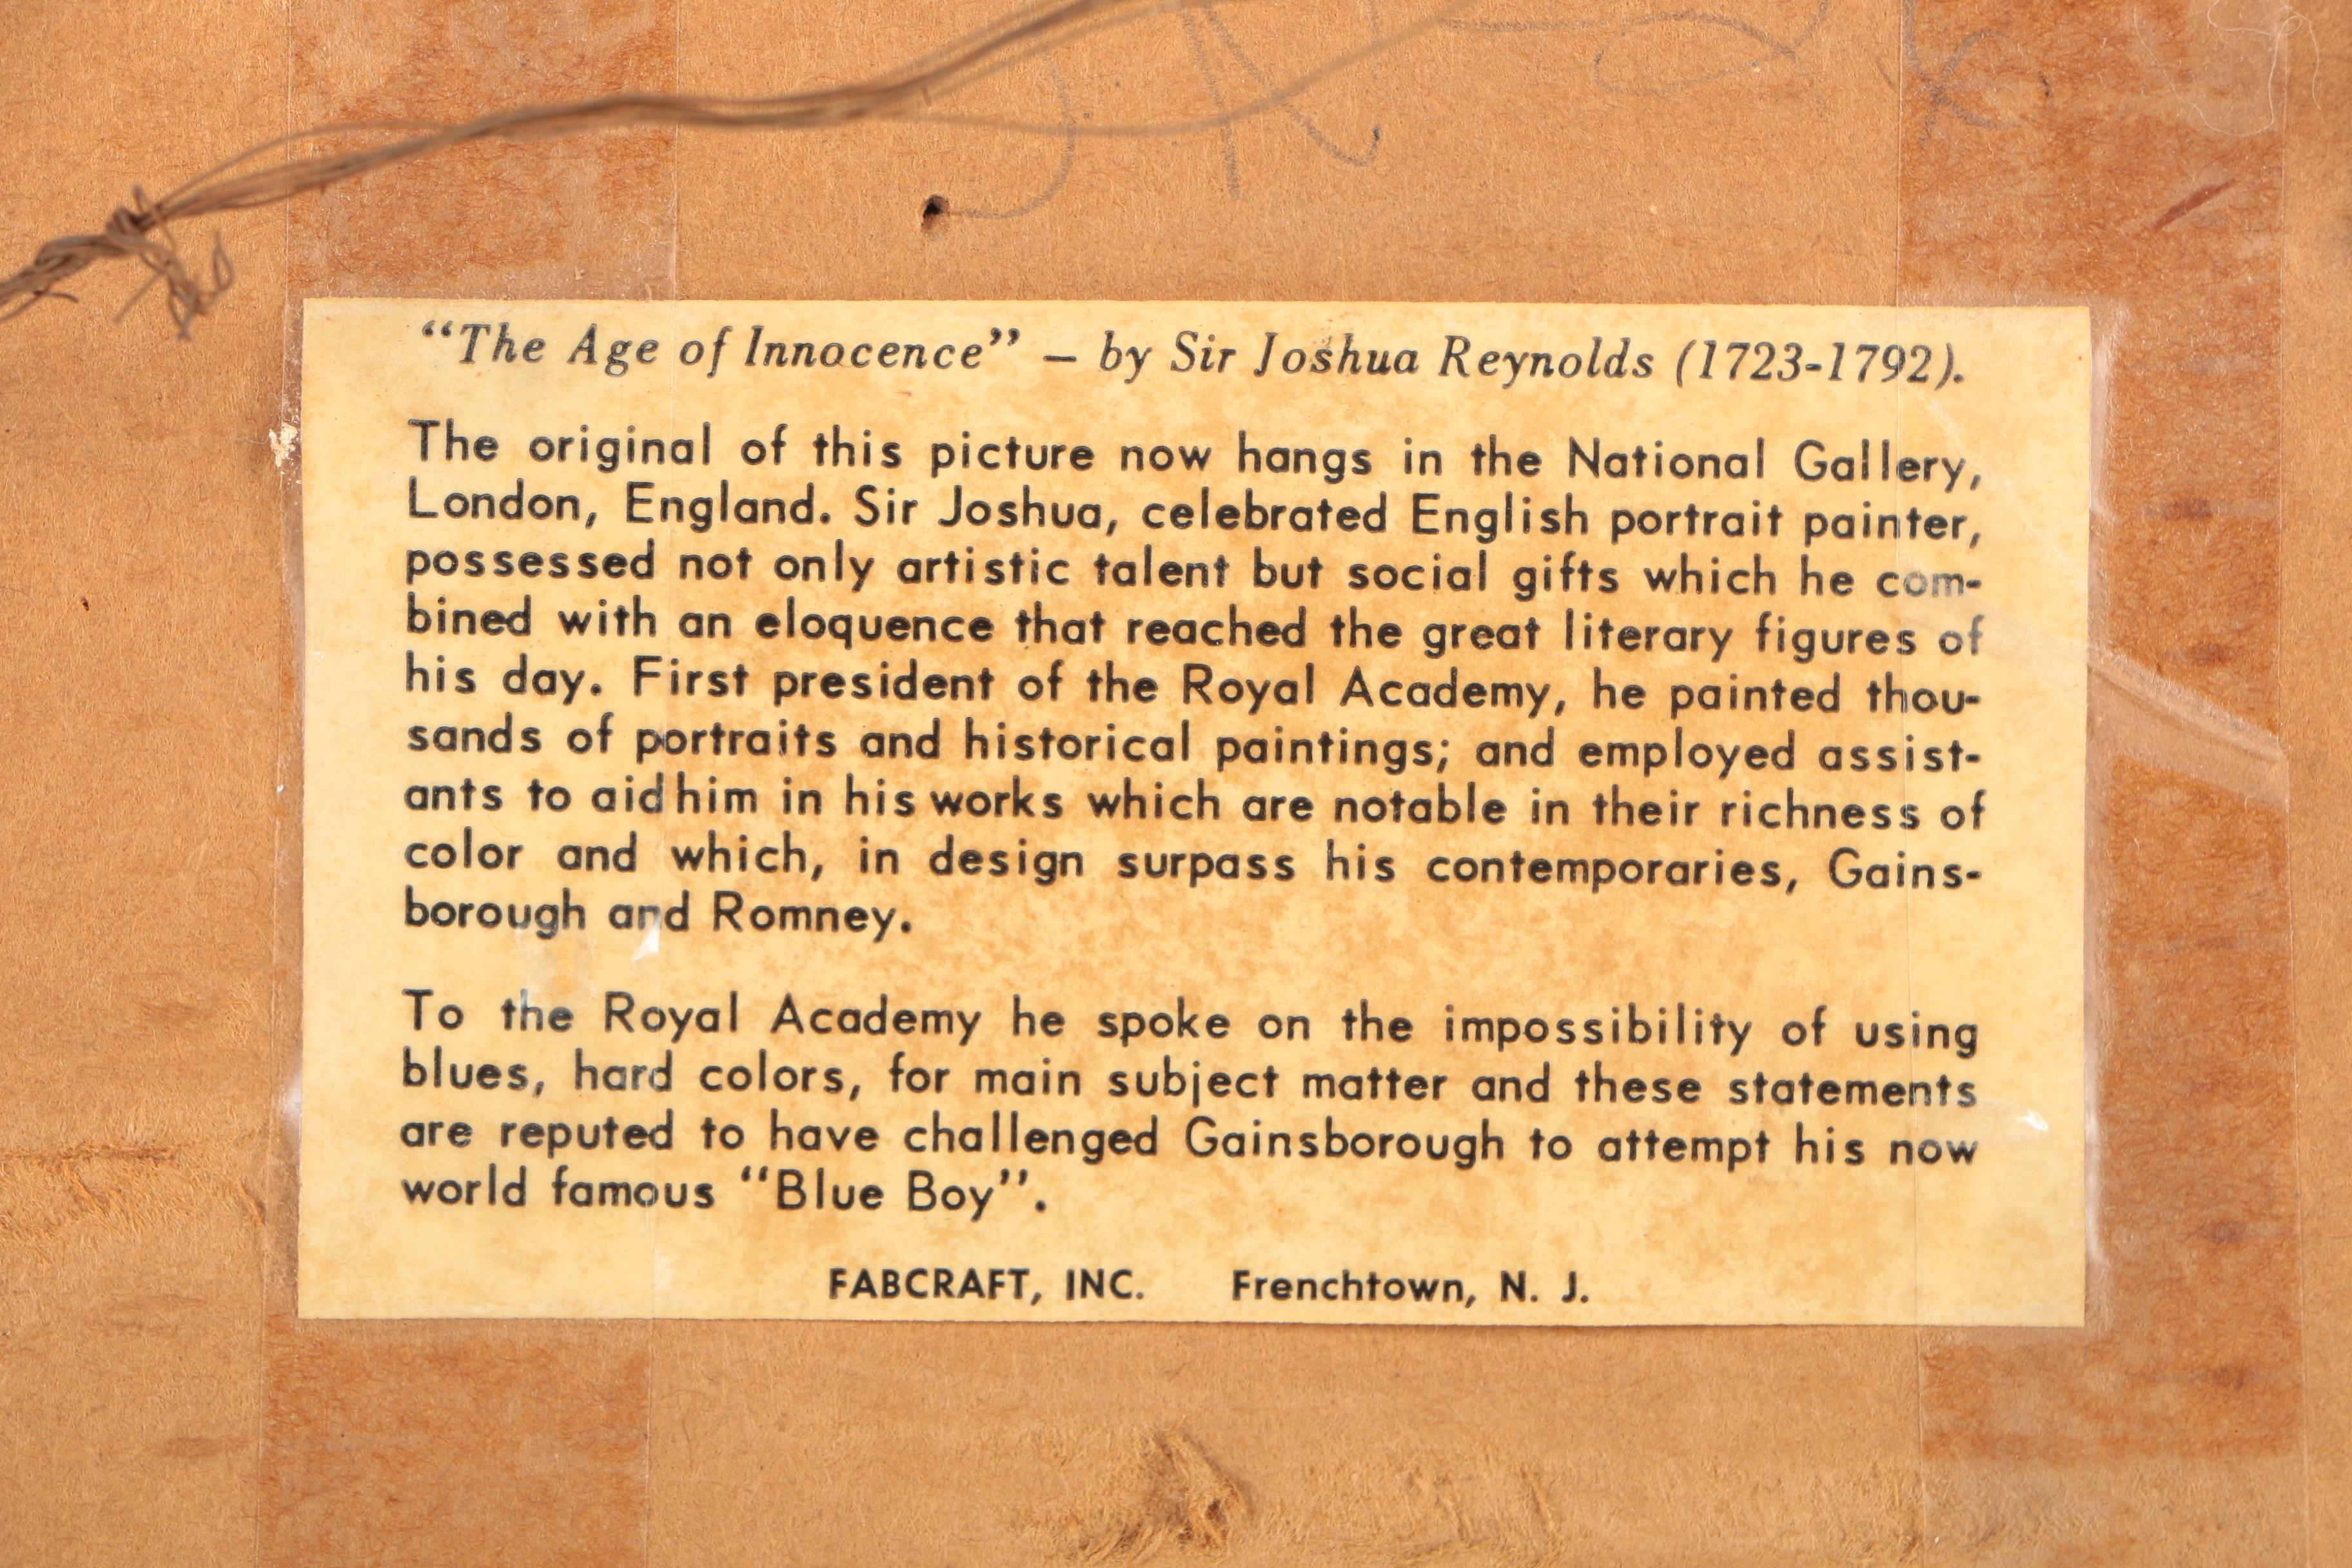 “The Age of Innocence” – by Sir Joshua Reynolds (1723-1792).
The original of this picture now hangs in the National Gallery,
London, England. Sir Joshua, celebrated English portrait painter,
possessed not only artistic talent but social gifts which he com-
bined with an eloquence that reached the great literary figures of
his day. First president of the Royal Academy, he painted thou-
sands of portraits and historical paintings; and employed assist-
ants to aid him in his works which are notable in their richness of
color and which, in design surpass his contemporaries, Gains-
borough and Romney.
To the Royal Academy he spoke on the impossibility of using
blues, hard colors, for main subject matter and these statements
are reputed to have challenged Gainsborough to attempt his now
world famous “Blue Boy”.
FABCRAFT, INC. Frenchtown, N. J.